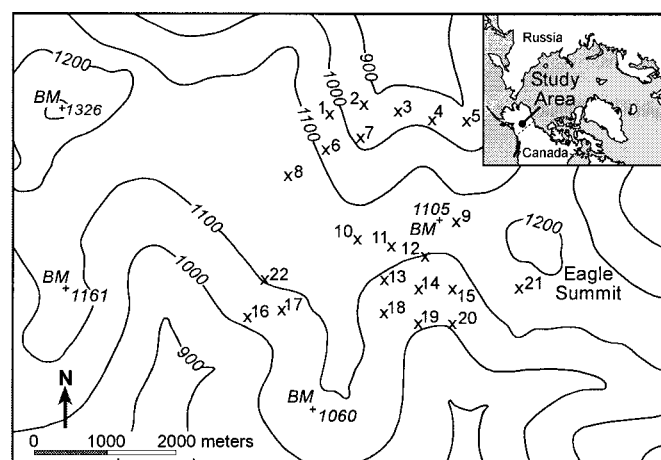 Russia
Study
Area
Canada
1200
BM
1326
1000
900
1100
1
2
3
4
5
6
7
8
1105
BM
9
10
11
12
1200
Eagle
Summit
1100
1000
BM
1161
22
13
14
15
21
16
17
18
19
20
900
BM
1060
N
0 1000 2000 meters